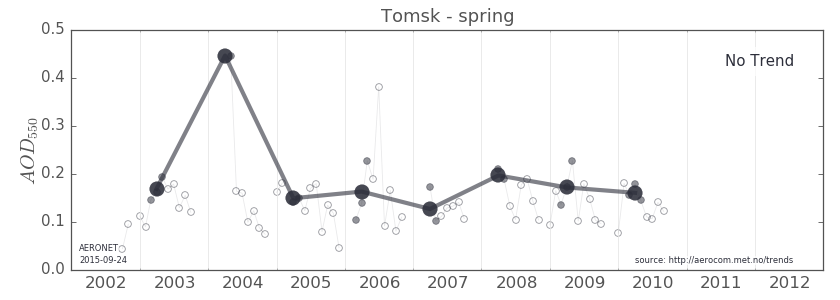 Tomsk - spring
0.5
No Trend
0.4
0.3
AOD550
0.2
0.1
AERONET
2015-09-24
source: http://aerocom.met.no/trends
0.0
2002 2003 2004 2005 2006 2007 2008 2009 2010 2011 2012